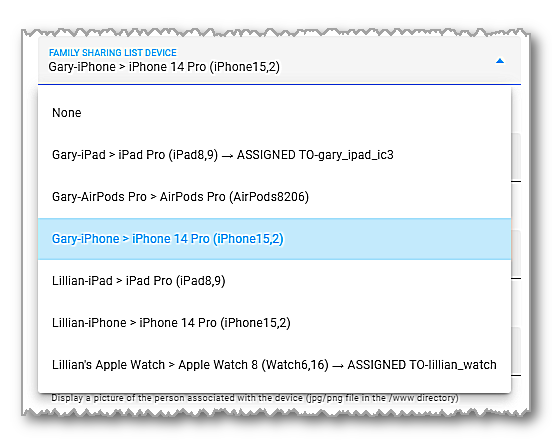 FAMILY SHARING LIST DEVICE
Gary-iPhone > iPhone 14 Pro (iPhone15,2)
None
Gary-iPad > iPad Pro (iPad8,9) → ASSIGNED TO-gary_ipad_ic3
Gary-AirPods Pro > AirPods Pro (AirPods8206)
Gary-iPhone > iPhone 14 Pro (iPhone15,2)
Lillian-iPad > iPad Pro (iPad8,9)
Lillian-iPhone > iPhone 14 Pro (iPhone15,2)
Lillian's Apple Watch > Apple Watch 8 (Watch6,16) → ASSIGNED TO-lillian_watch
Display a picture of the person associated with the device (jpg/png file in the /www directory)